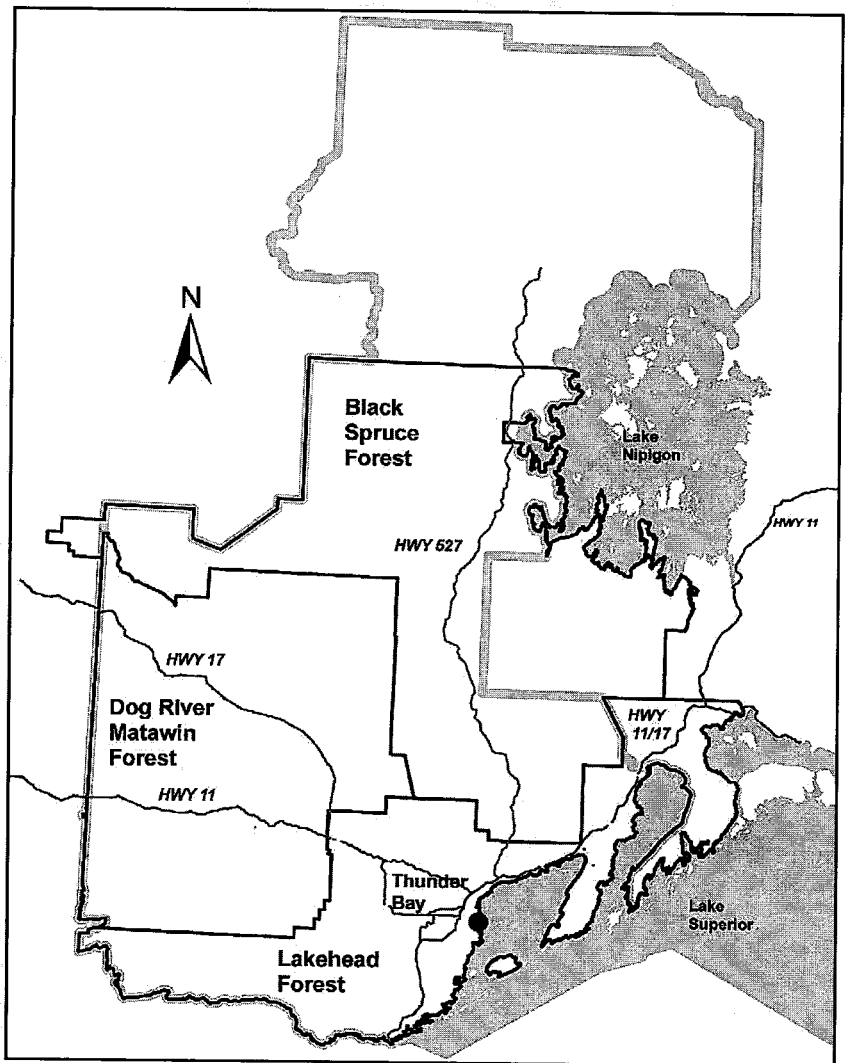 N
Black
Spruce
Forest
Lake
Nipigon
HWY 11
HWY 527
HWY 17
Dog River
Matawin
Forest
HWY
11/17
HWY 11
Thunder
Bay
Lake
Superior
Lakehead
Forest